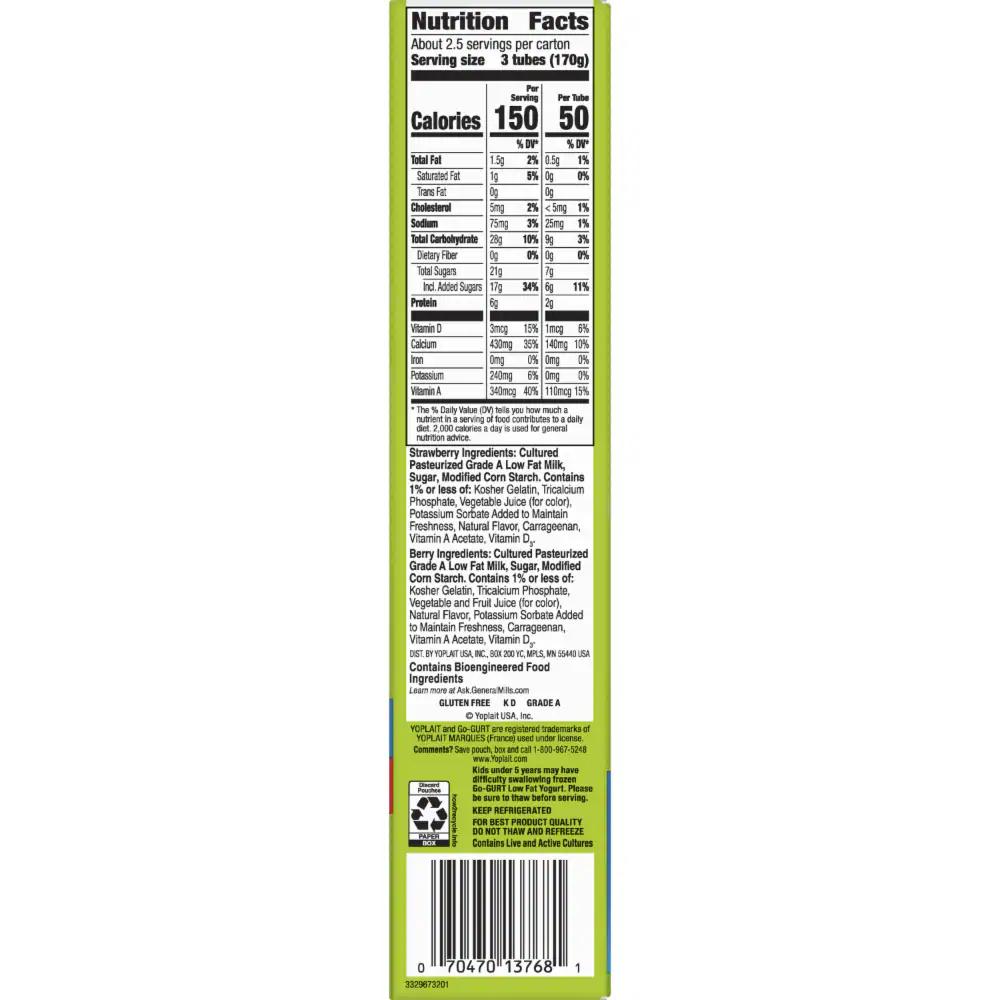 Nutrition Facts
About 2.5 servings per carton
Serving size 3 tubes (170g)
Per Serving Per Tube
Calories 150 50
% DV* % DV*
Total Fat 1.5g 2% 0.5g 1%
Saturated Fat 1g 5% 0g 0%
Trans Fat 0g 0g
Cholesterol 5mg 2% <5mg 1%
Sodium 75mg 3% 25mg 1%
Total Carbohydrate 28g 10% 9g 3%
Dietary Fiber 0g 0% 0g 0%
Total Sugars 21g 7g
Incl. Added Sugars 17g 34% 6g 11%
Protein 6g 2g
Vitamin D 3mcg 15% 1mcg 6%
Calcium 430mg 35% 140mg 10%
Iron 0mg 0% 0mg 0%
Potassium 240mg 6% 0mg 0%
Vitamin A 340mcg 40% 110mcg 15%
* The % Daily Value (DV) tells you how much a
nutrient in a serving of food contributes to a daily
diet. 2,000 calories a day is used for general
nutrition advice.
Strawberry Ingredients: Cultured
Pasteurized Grade A Low Fat Milk,
Sugar, Modified Corn Starch. Contains
1% or less of: Kosher Gelatin, Tricalcium
Phosphate, Vegetable Juice (for color),
Potassium Sorbate Added to Maintain
Freshness, Natural Flavor, Carrageenan,
Vitamin A Acetate, Vitamin D3.
Berry Ingredients: Cultured Pasteurized
Grade A Low Fat Milk, Sugar, Modified
Corn Starch. Contains 1% or less of:
Kosher Gelatin, Tricalcium Phosphate,
Vegetable and Fruit Juice (for color),
Natural Flavor, Potassium Sorbate Added
to Maintain Freshness, Carrageenan,
Vitamin A Acetate, Vitamin D3.
DIST. BY YOPLAIT USA, INC., BOX 200 YC, MPLS, MN 55440 USA
Contains Bioengineered Food
Ingredients
Learn more at Ask.GeneralMills.com
GLUTEN FREE K D GRADE A
© Yoplait USA, Inc.
YOPLAIT and Go-GURT are registered trademarks of
YOPLAIT MARQUES (France) used under license.
Comments? Save pouch, box and call 1-800-967-5248
www.Yoplait.com
Kids under 5 years may have
difficulty swallowing frozen
Go-GURT Low Fat Yogurt. Please
be sure to thaw before serving.
KEEP REFRIGERATED
FOR BEST PRODUCT QUALITY
DO NOT THAW AND REFREEZE
Contains Live and Active Cultures
Discard
Pouches
PAPER
BOX
how2recycle.info
0 70470 13768 1
3329673201